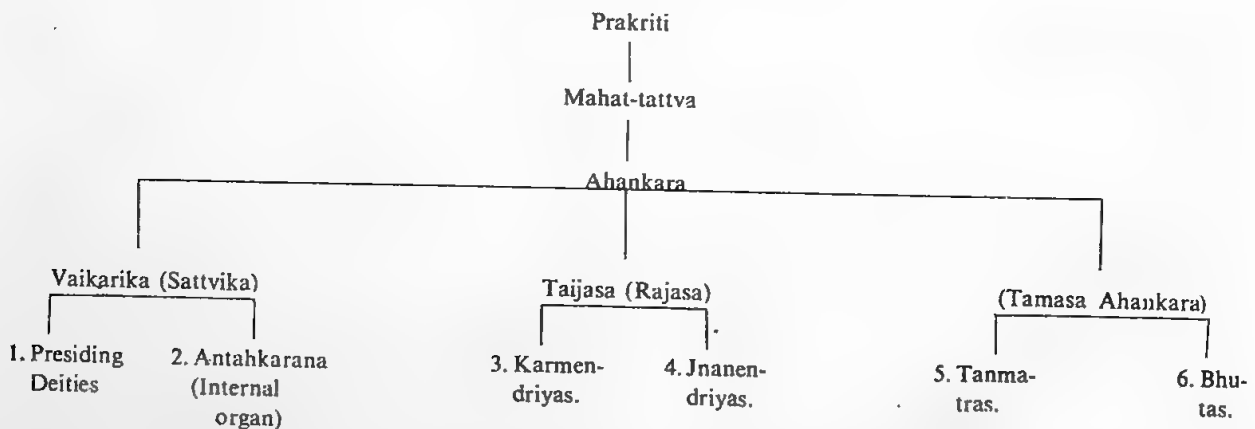 Prakriti
Mahat-tattva
Ahankara
Vaikarika (Sattvika)
Taijasa (Rajasa)
(Tamasa Ahankara)
1. Presiding
Deities
2. Antahkarana
(Internal
organ)
3. Karmen-
driyas.
4. Jnanen-
driyas.
5. Tanma-
tras.
6. Bhu-
tas.